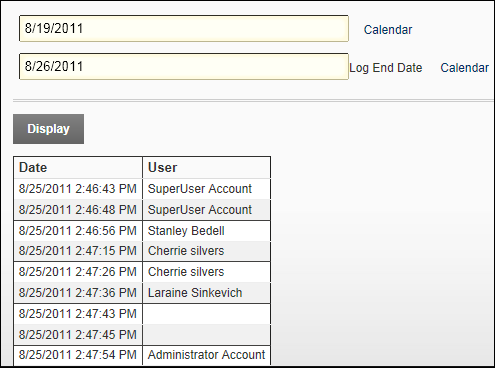 8/19/2011 Calendar
8/26/2011 Log End Date Calendar
Display
Date User
8/25/2011 2:46:43 PM SuperUser Account
8/25/2011 2:46:48 PM SuperUser Account
8/25/2011 2:46:56 PM Stanley Bedell
8/25/2011 2:47:15 PM Cherrie silvers
8/25/2011 2:47:26 PM Cherrie silvers
8/25/2011 2:47:36 PM Laraine Sinkevich
8/25/2011 2:47:43 PM
8/25/2011 2:47:45 PM
8/25/2011 2:47:54 PM Administrator Account